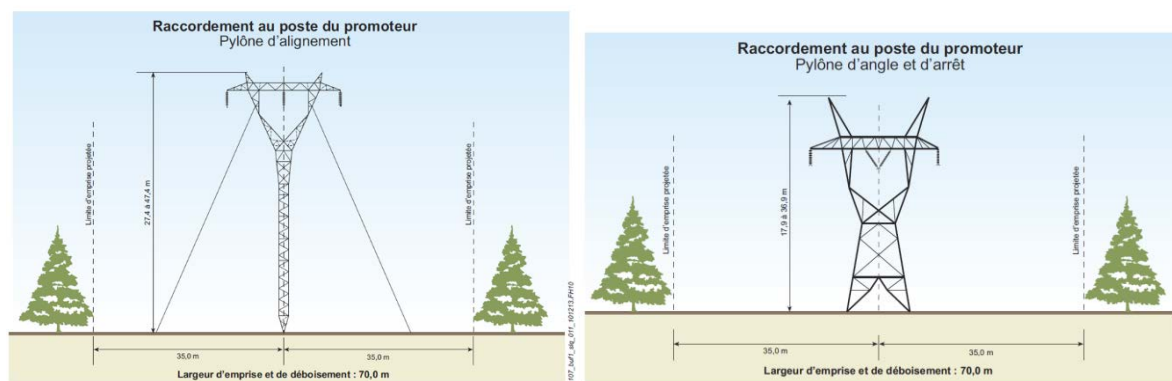 Raccordement au poste du promoteur
Pylône d'alignement
Limite d'emprise projetée
27,4 à 47,4 m
Limite d'emprise projetée
35,0 m
35,0 m
Largeur d'emprise et de déboisement : 70,0 m
Raccordement au poste du promoteur
Pylône d'angle et d'arrêt
Limite d'emprise projetée
17,9 à 36,9 m
Limite d'emprise projetée
35,0 m
35,0 m
Largeur d'emprise et de déboisement : 70,0 m